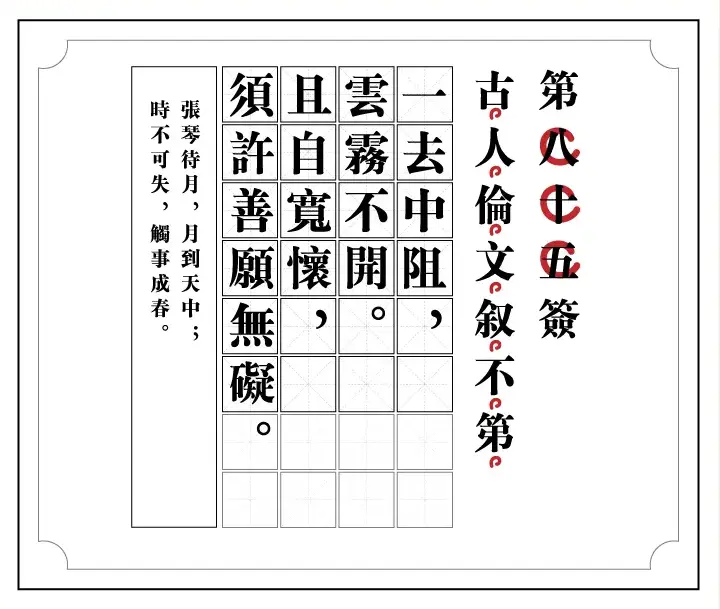 第八十五簽
古人倫文叙不第
一去中阻，
雲霧不開。
且自寬懷，
須許善願無礙。
張琴待月，月到天中；
時不可失，觸事成春。